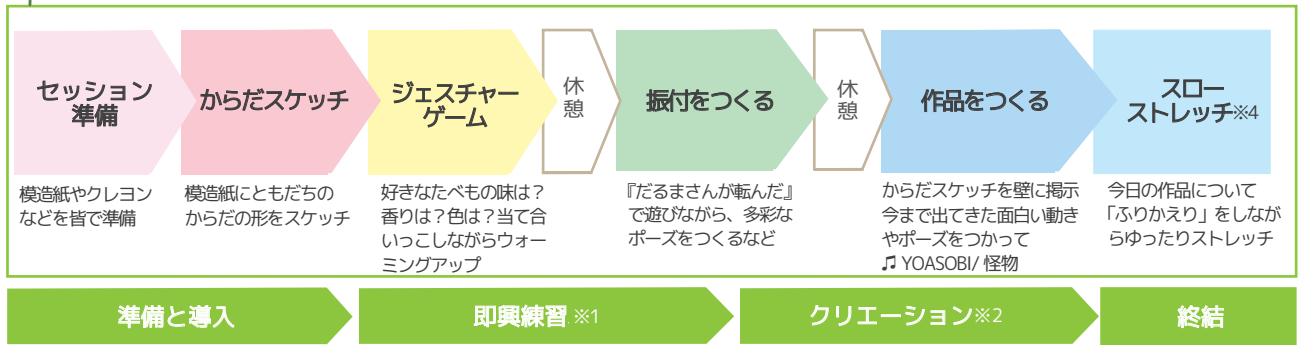 セッション
準備
からだスケッチ
ジェスチャー
ゲーム
休
憩
振付をつくる
休
憩
作品をつくる
スロー
ストレッチ※4
模造紙やクレヨン
などを皆で準備
模造紙にともだちの
からだの形をスケッチ
好きなたべもの味は？
香りは？色は？当て合
いっこしながらウォー
ミングアップ
『だるまさんが転んだ』
で遊びながら、多彩な
ポーズをつくるなど
からだスケッチを壁に掲示
今まで出てきた面白い動き
やポーズをつかって
♫ YOASOBI/ 怪物
今日の作品について
「ふりかえり」をしなが
らゆったりストレッチ
準備と導入
即興練習 ※1
クリエーション※2
終結